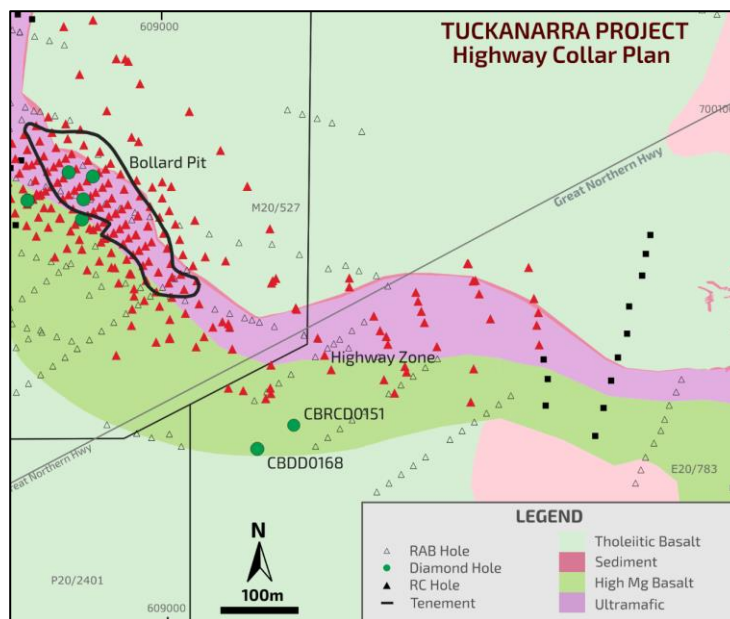 609000
TUCKANARRA PROJECT
Highway Collar Plan
700100
Bollard Pit
Great Northern Hwy
M20/527
Highway Zone
CBRCD0151
CBDD0168
E20/783
Great Northern Hwy
P20/2401
N
100m
609000
LEGEND
RAB Hole
Diamond Hole
RC Hole
Tenement
Tholeiitic Basalt
Sediment
High Mg Basalt
Ultramafic